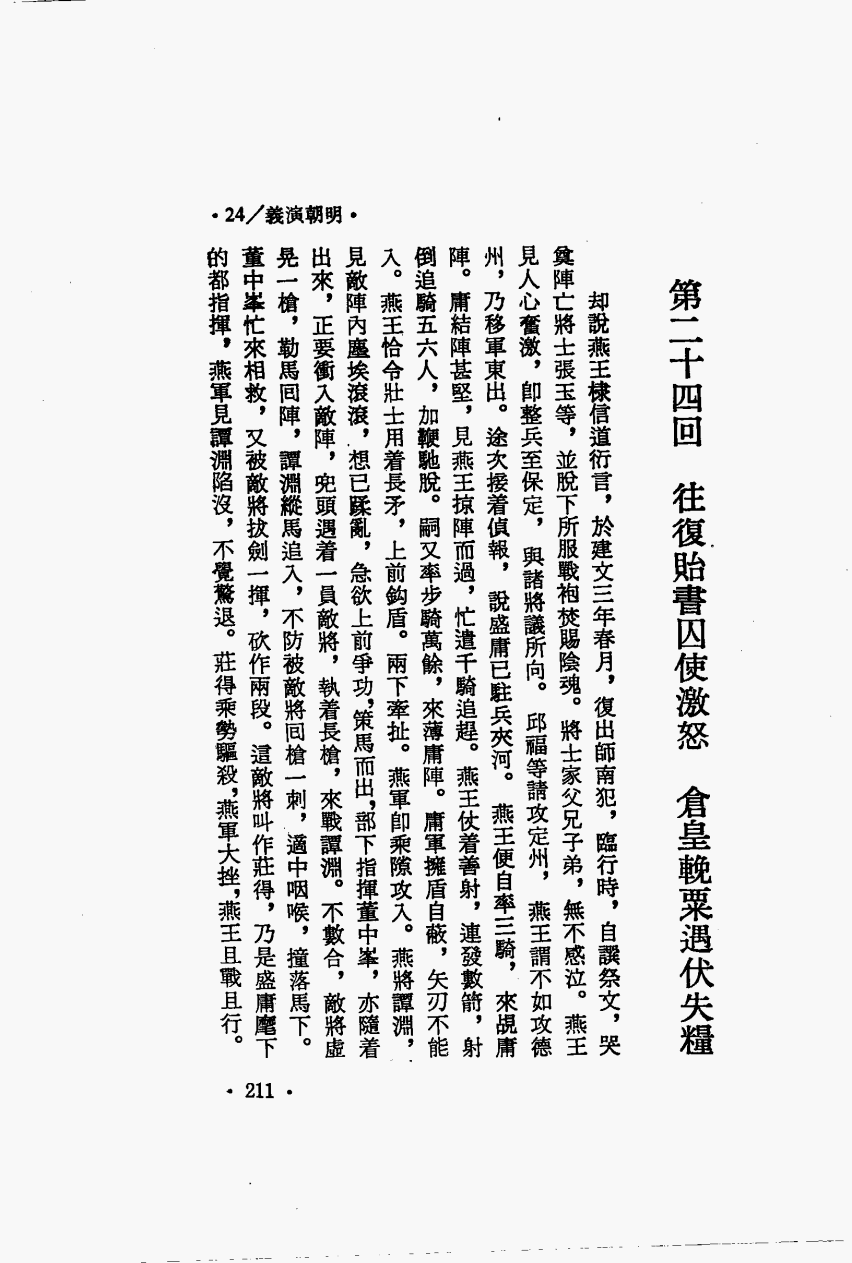 ·明朝演義/24·
第二十四回　往復貽書囚使激怒　倉皇輓粟遇伏失糧
却說燕王棣信道衍言，於建文三年春月，復出師南犯，臨行時，自譔祭文，哭
奠陣亡將士張玉等，並脫下所服戰袍焚賜陰魂。將士家父兄子弟，無不感泣。燕王
見人心奮激，卽整兵至保定，與諸將議所向。邱福等請攻定州，燕王謂不如攻德
州，乃移軍東出。途次接着偵報，說盛庸已駐兵夾河。燕王便自率三騎，來覘庸
陣。庸結陣甚堅，見燕王掠陣而過，忙遣千騎追趕。燕王仗着善射，連發數箭，射
倒追騎五六人，加鞭馳脫。嗣又率步騎萬餘，來薄庸陣。庸軍擁盾自蔽，矢刃不能
入。燕王恰令壯士用着長矛，上前鈎盾。兩下牽扯。燕軍卽乘隙攻入。燕將譚淵，
見敵陣內塵埃滾滾，想已蹂亂，急欲上前爭功，策馬而出，部下指揮董中峯，亦隨着
出來，正要衝入敵陣，兜頭遇着一員敵將，執着長槍，來戰譚淵。不數合，敵將虛
晃一槍，勒馬回陣，譚淵縱馬追入，不防被敵將回槍一刺，適中咽喉，撞落馬下。
董中峯忙來相救，又被敵將拔劍一揮，砍作兩段。這敵將叫作莊得，乃是盛庸麾下
的都指揮，燕軍見譚淵陷沒，不覺驚退。莊得乘勢驅殺，燕軍大挫，燕王且戰且行。
·211·